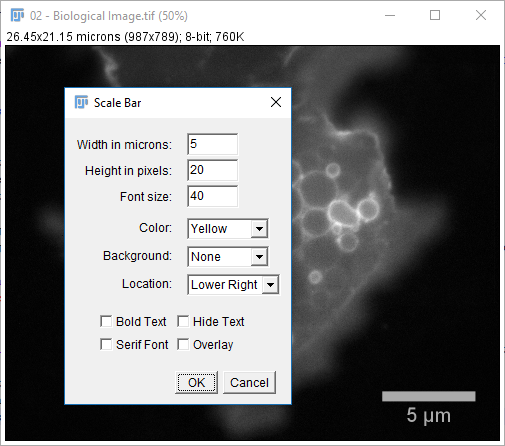 02 - Biological Image.tif (50%)
26.45x21.15 microns (987x789); 8-bit; 760K
Scale Bar
Width in microns: 5
Height in pixels: 20
Font size: 40
Color: Yellow
Background: None
Location: Lower Right
Bold Text Hide Text
Serif Font Overlay
OK Cancel
5 µm